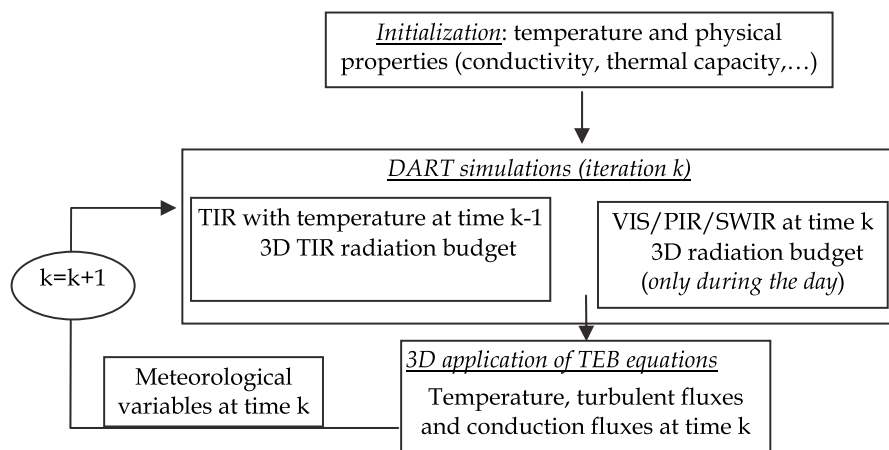 Initialization: temperature and physical
properties (conductivity, thermal capacity,…)
DART simulations (iteration k)
TIR with temperature at time k-1
3D TIR radiation budget
VIS/PIR/SWIR at time k
3D radiation budget
(only during the day)
k=k+1
3D application of TEB equations
Temperature, turbulent fluxes
and conduction fluxes at time k
Meteorological
variables at time k